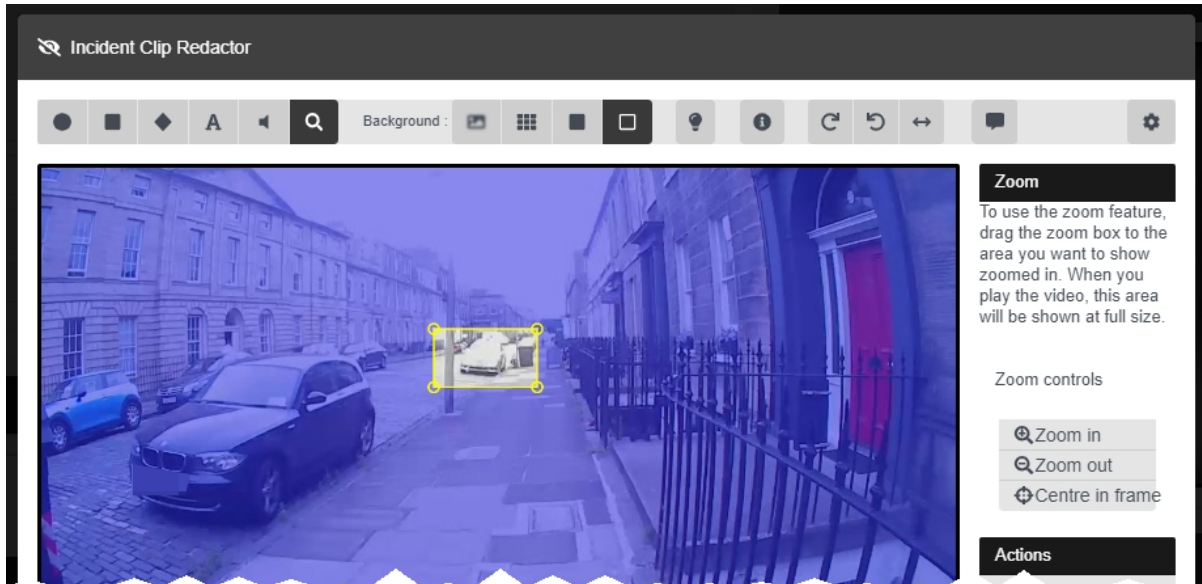 Incident Clip Redactor
A
Background :
Zoom
To use the zoom feature,
drag the zoom box to the
area you want to show
zoomed in. When you
play the video, this area
will be shown at full size.
Zoom controls
Zoom in
Zoom out
Centre in frame
Actions